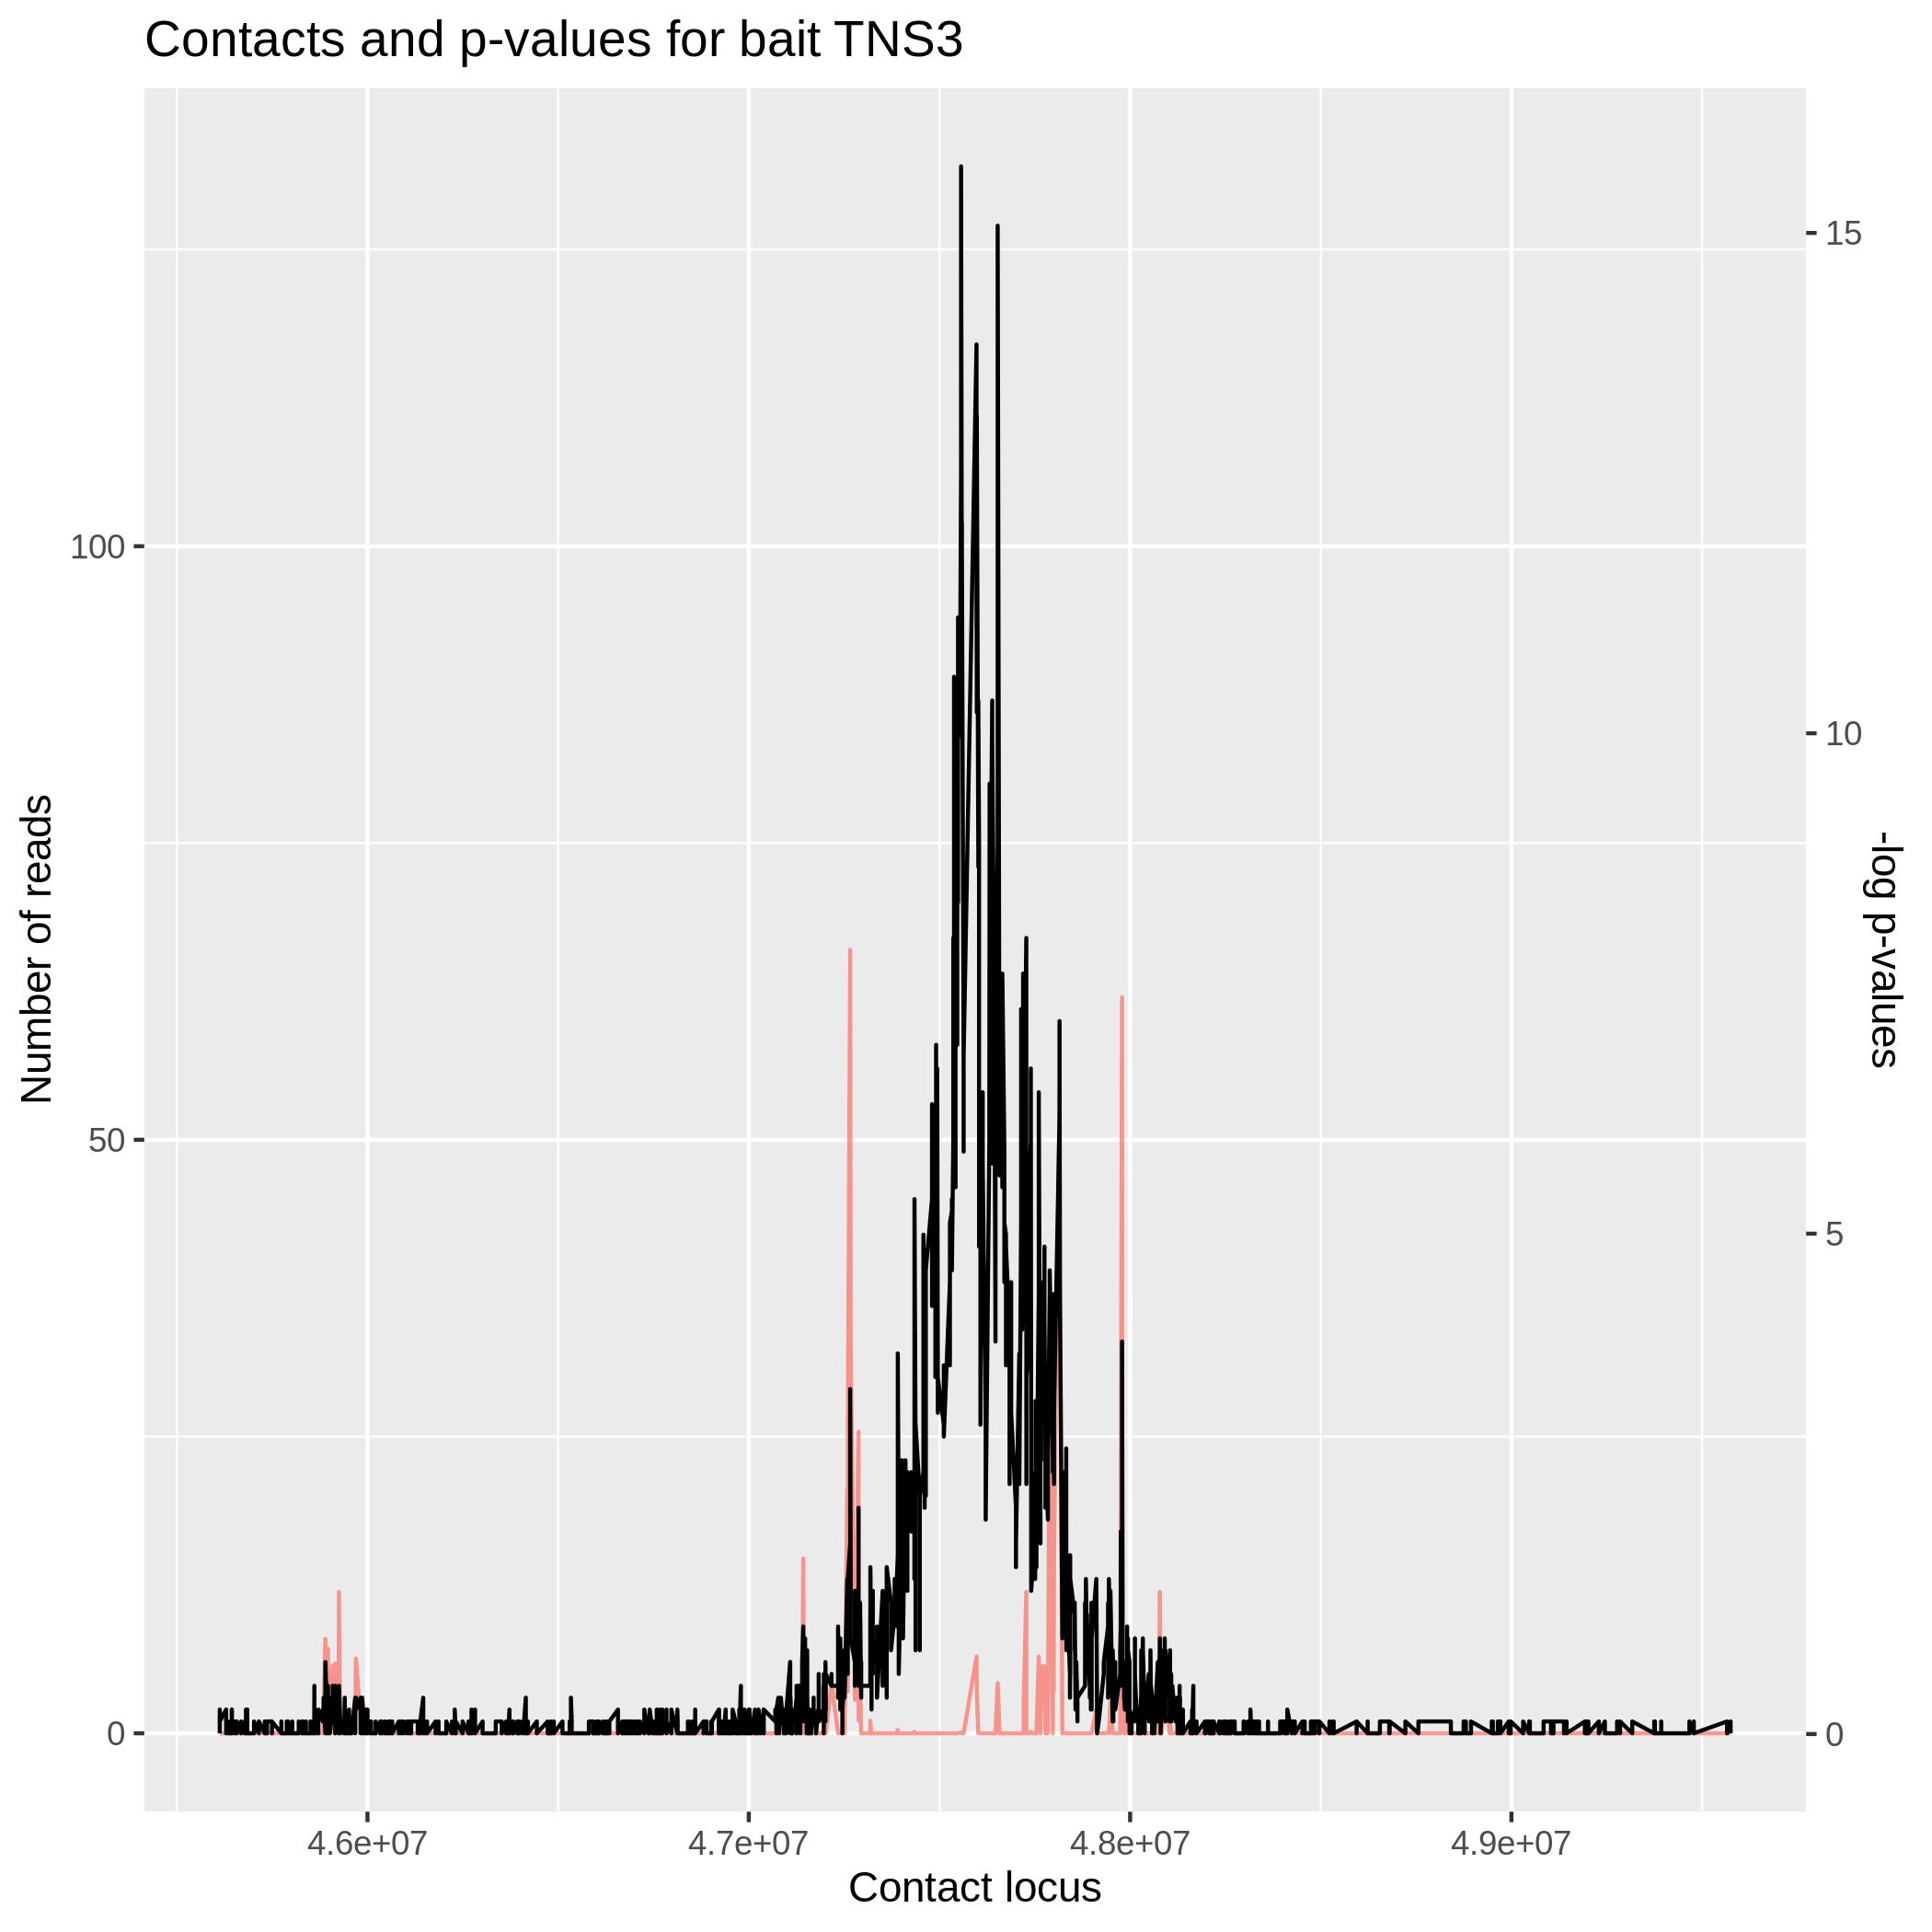 Contacts and p-values for bait TNS3
Number of reads
100
50
0
15
10
5
0
-log p-values
4.6e+07 4.7e+07 4.8e+07 4.9e+07
Contact locus